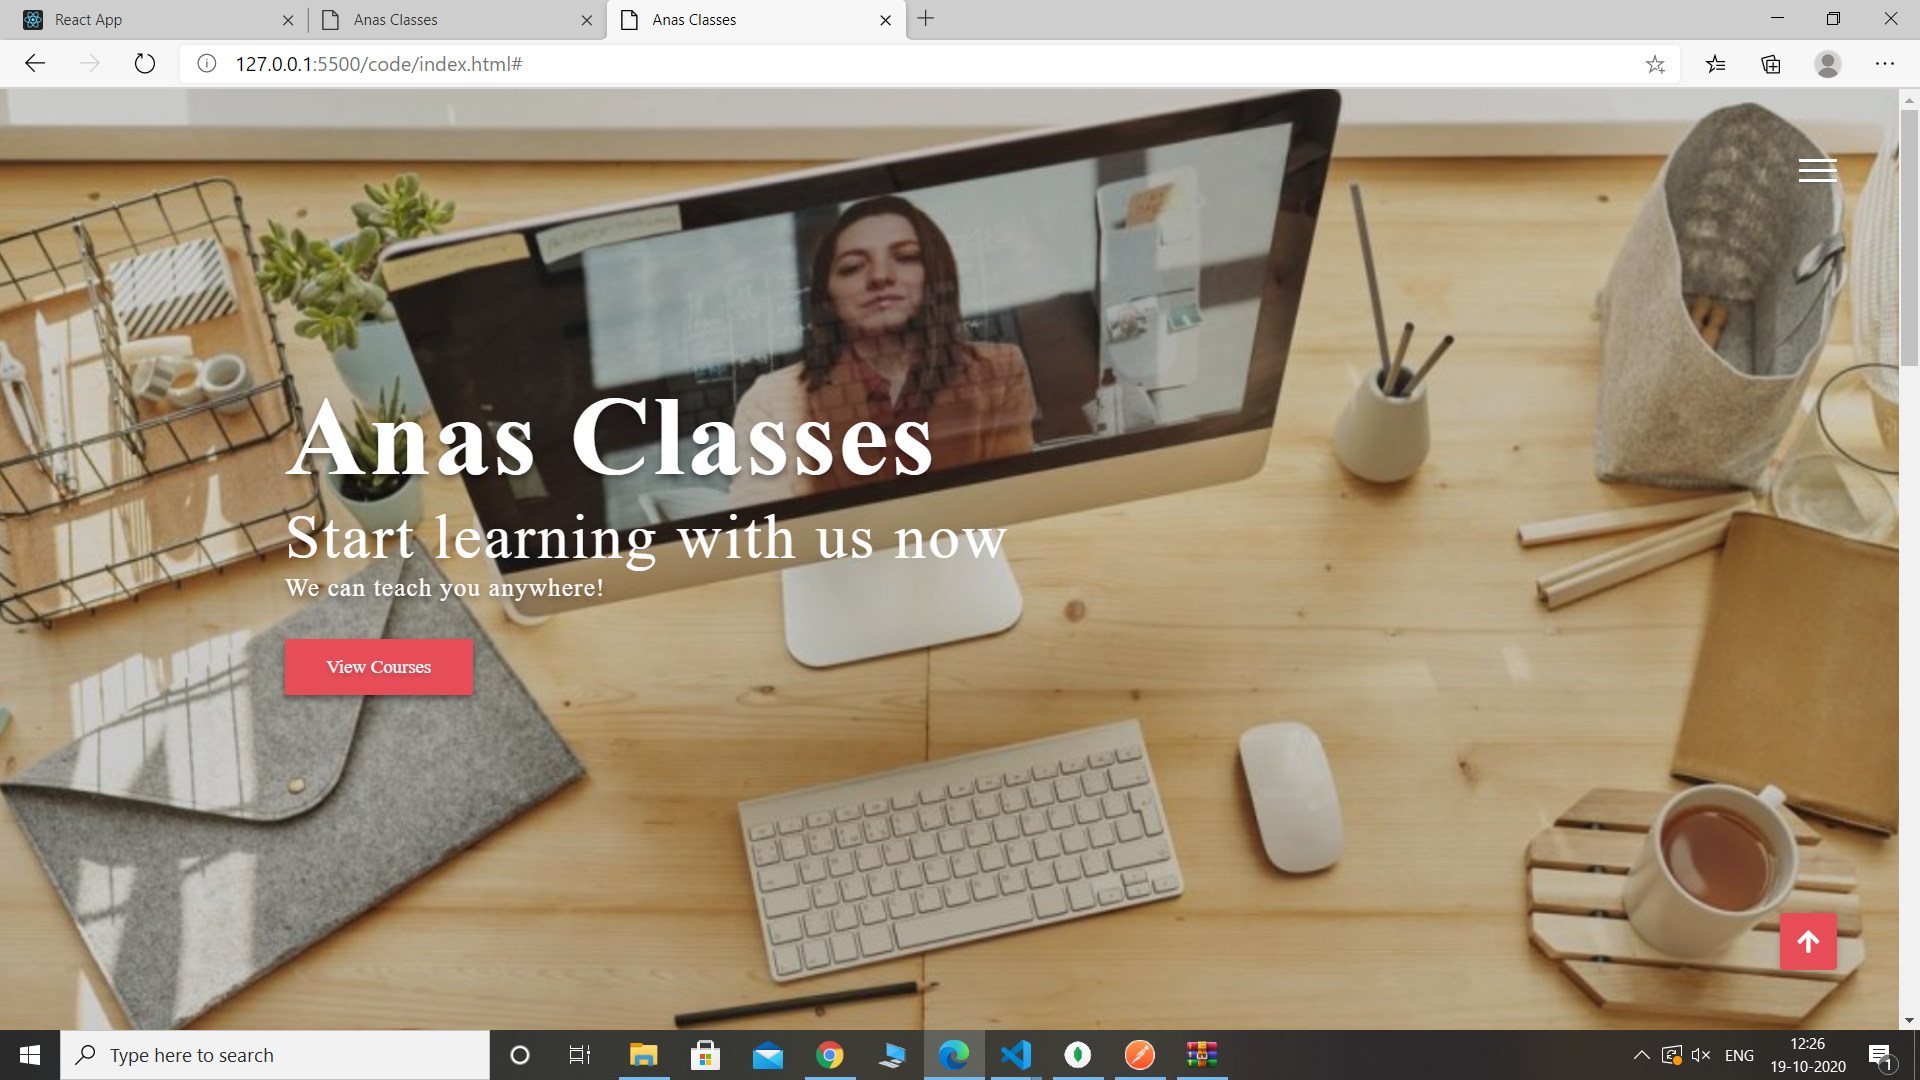 React App
Anas Classes
Anas Classes
127.0.0.1:5500/code/index.html#
Anas Classes
Start learning with us now
We can teach you anywhere!
View Courses
Type here to search
ENG
12:26
19-10-2020
1